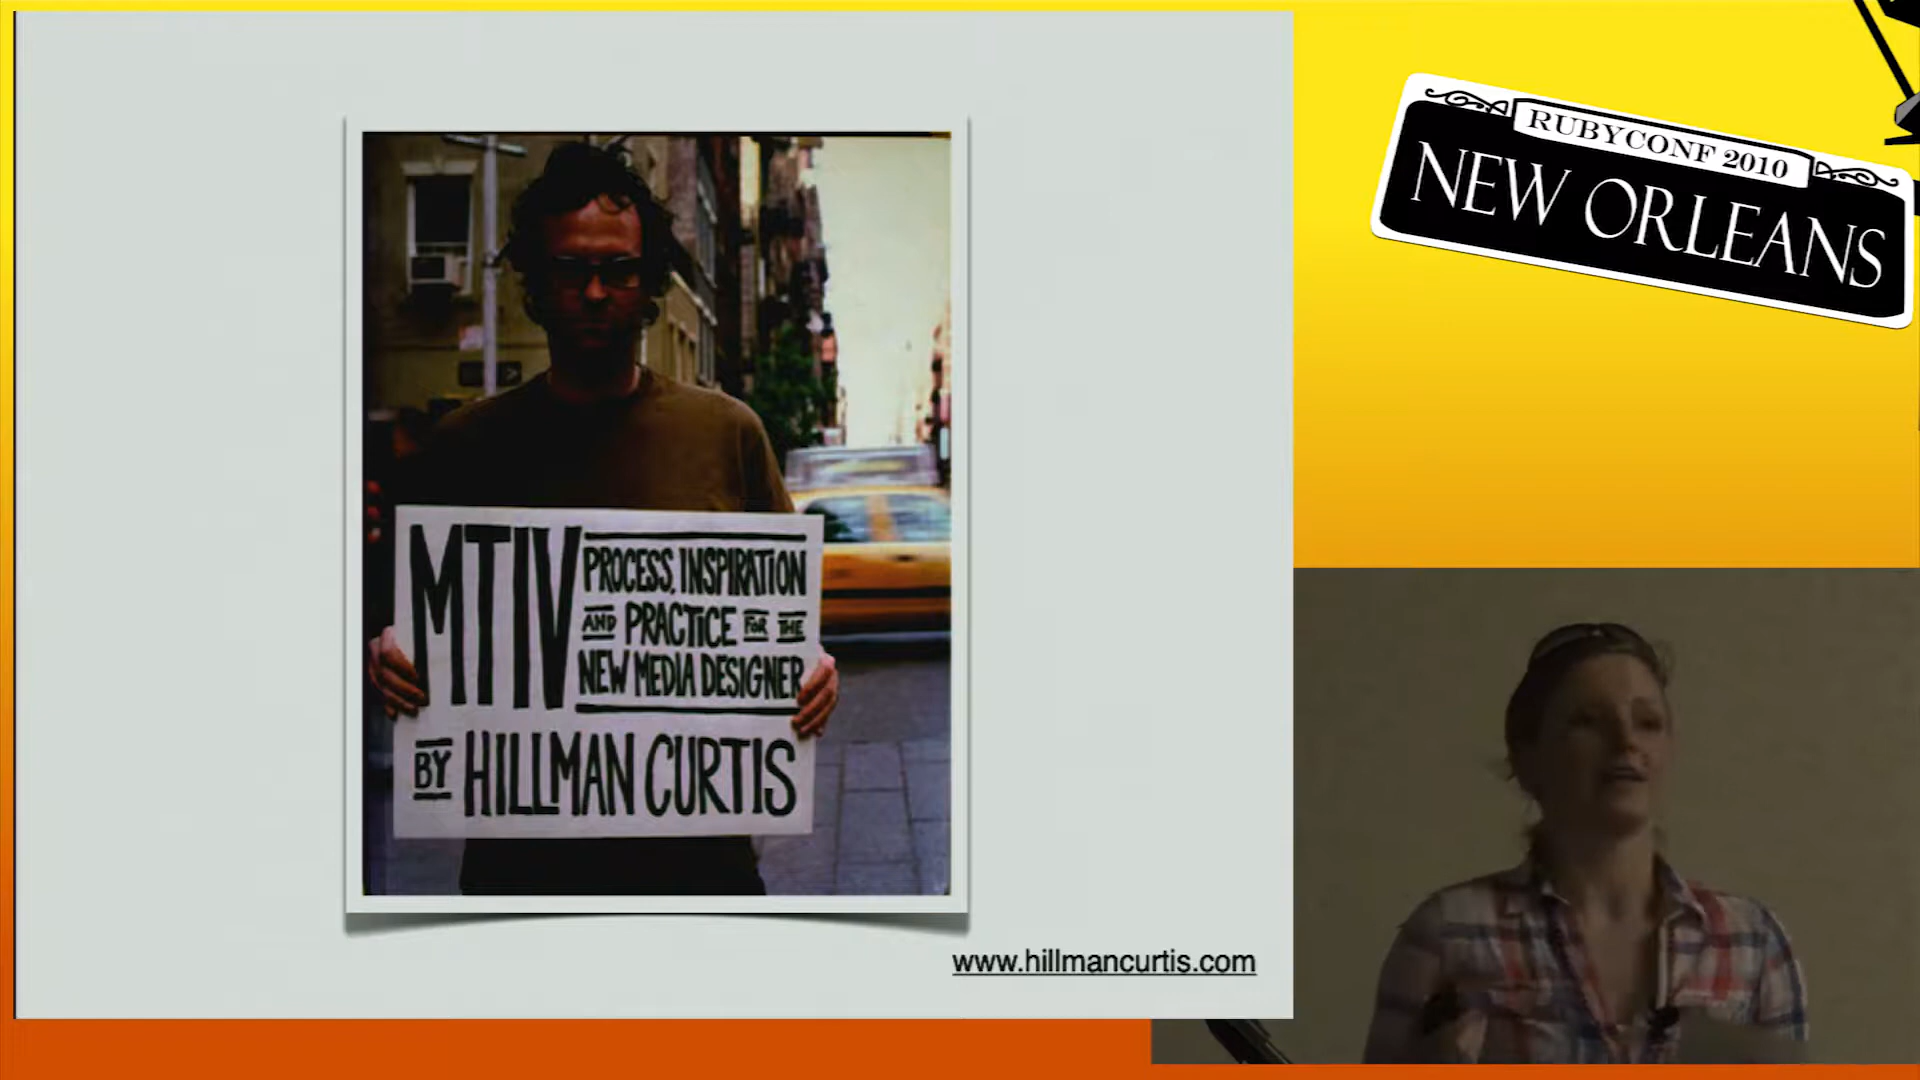 MTIV
PROCESS, INSPIRATION
AND PRACTICE FOR THE
NEW MEDIA DESIGNER
BY HILLMAN CURTIS
www.hillmancurtis.com
RUBYCONF 2010
NEW ORLEANS